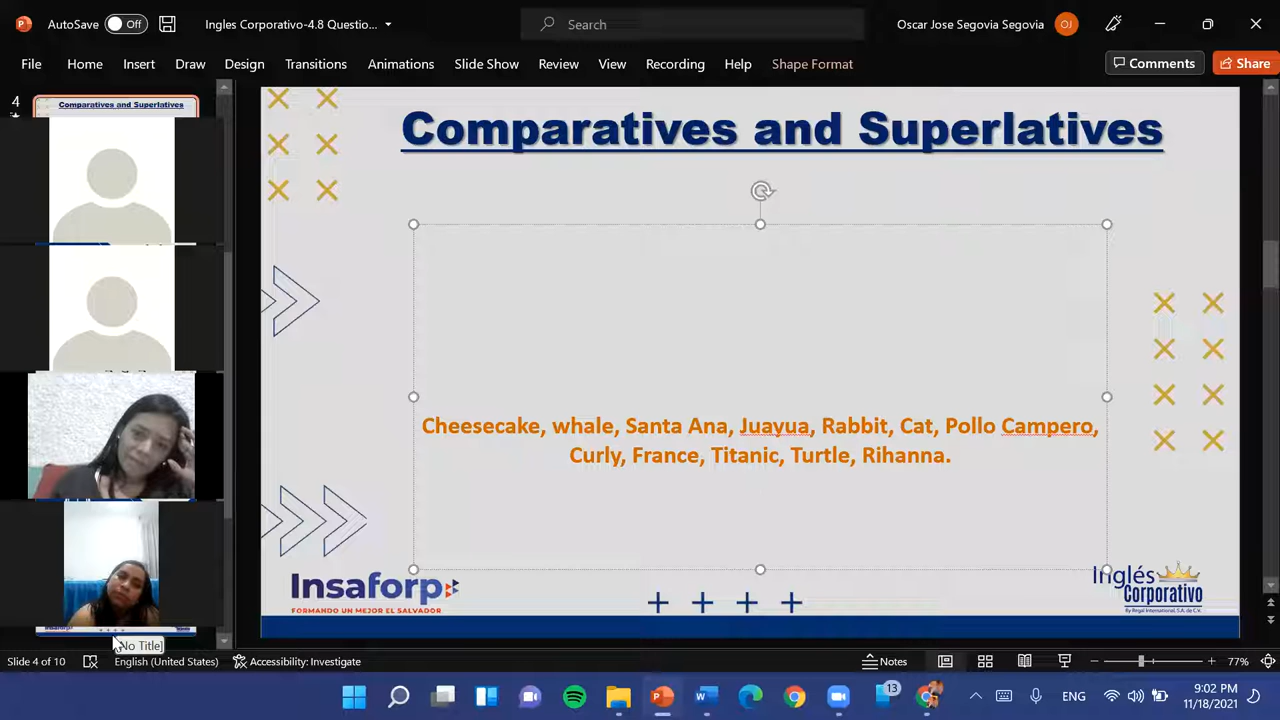 AutoSave Off Ingles Corporativo-4.8 Questio... Search Oscar Jose Segovia Segovia OJ
File Home Insert Draw Design Transitions Animations Slide Show Review View Recording Help Shape Format Comments Share
4
Comparatives and Superlatives
Comparatives and Superlatives
Cheesecake, whale, Santa Ana, Juayua, Rabbit, Cat, Pollo Campero,
Curly, France, Titanic, Turtle, Rihanna.
Insaforp
FORMANDO UN MEJOR EL SALVADOR
Inglés
Corporativo
By Regal International, S.A. de C.V.
No Title]
Slide 4 of 10 English (United States) Accessibility: Investigate Notes 77%
13 ENG 9:02 PM
11/18/2021